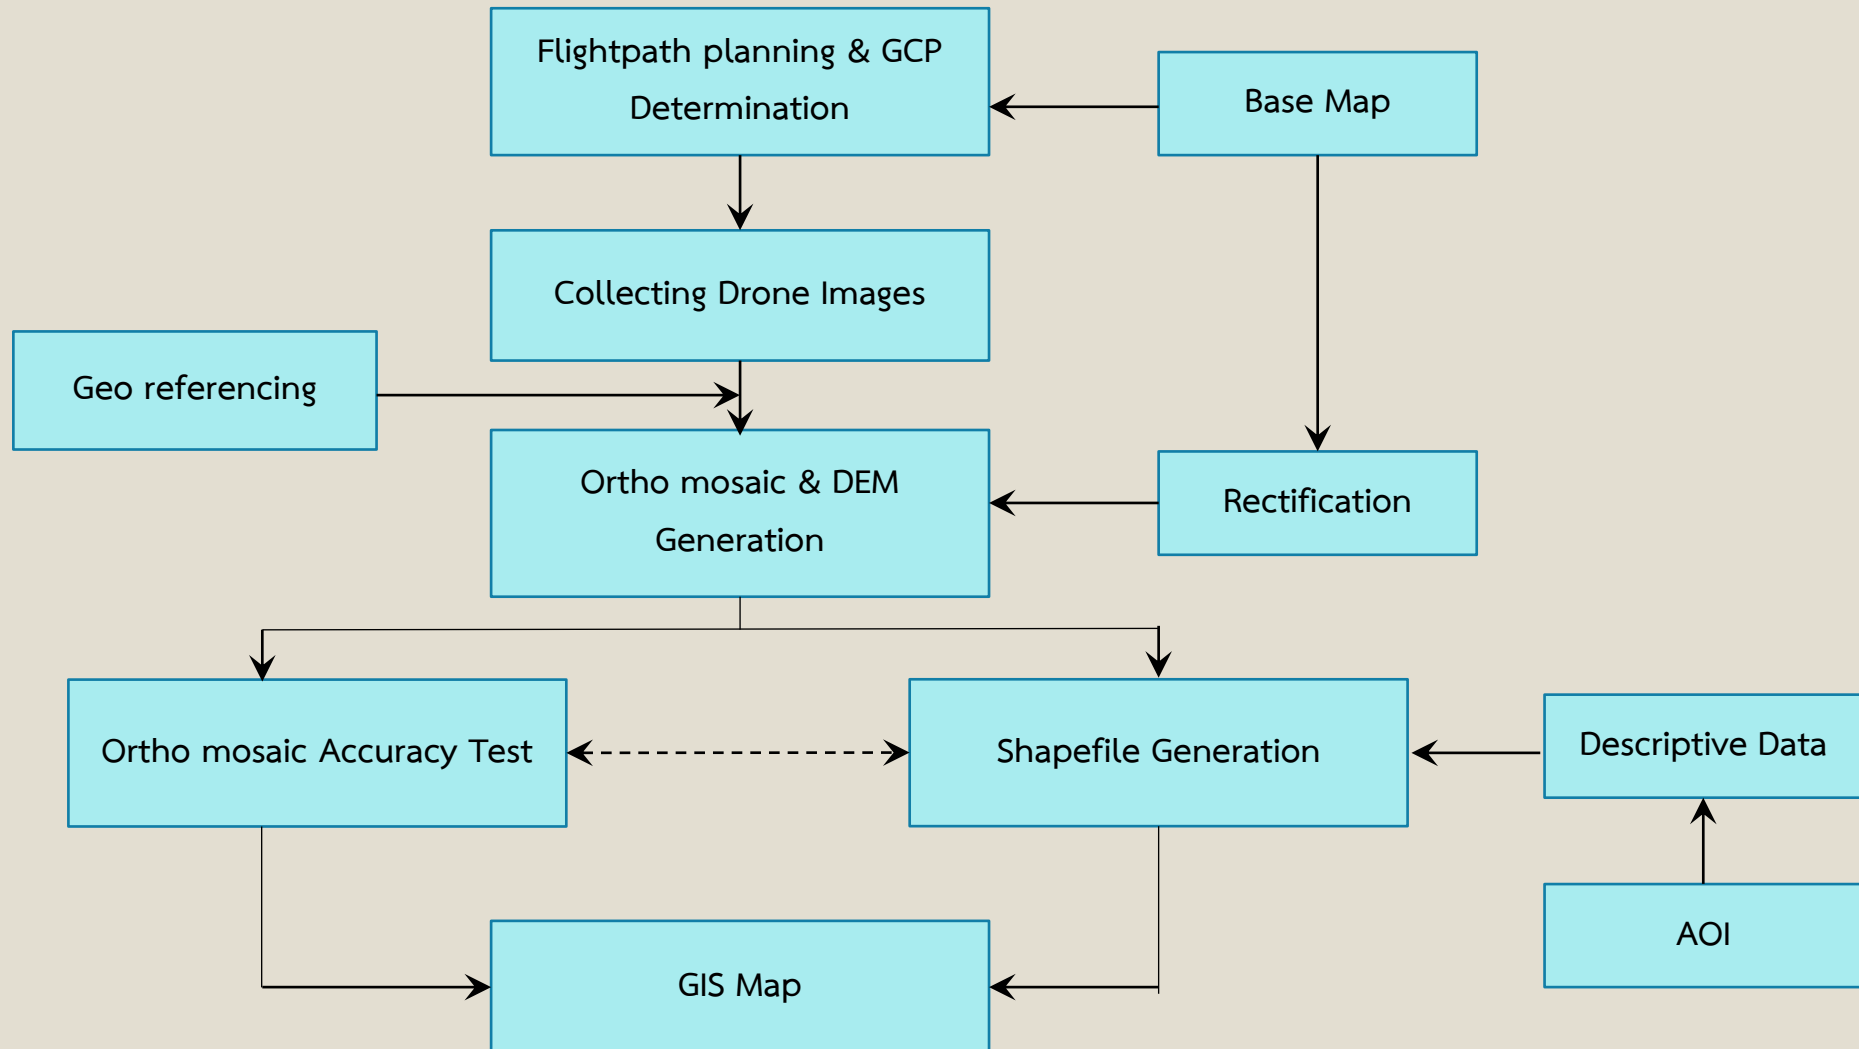 Flightpath planning & GCP
Determination
Base Map
Collecting Drone Images
Geo referencing
Ortho mosaic & DEM
Generation
Rectification
Ortho mosaic Accuracy Test
Shapefile Generation
Descriptive Data
AOI
GIS Map